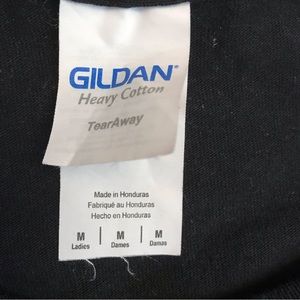 GILDAN®
Heavy Cotton
TearAway
Made in Honduras
Fabriqué au Honduras
Hecho en Honduras
M M M
Ladies Dames Damas